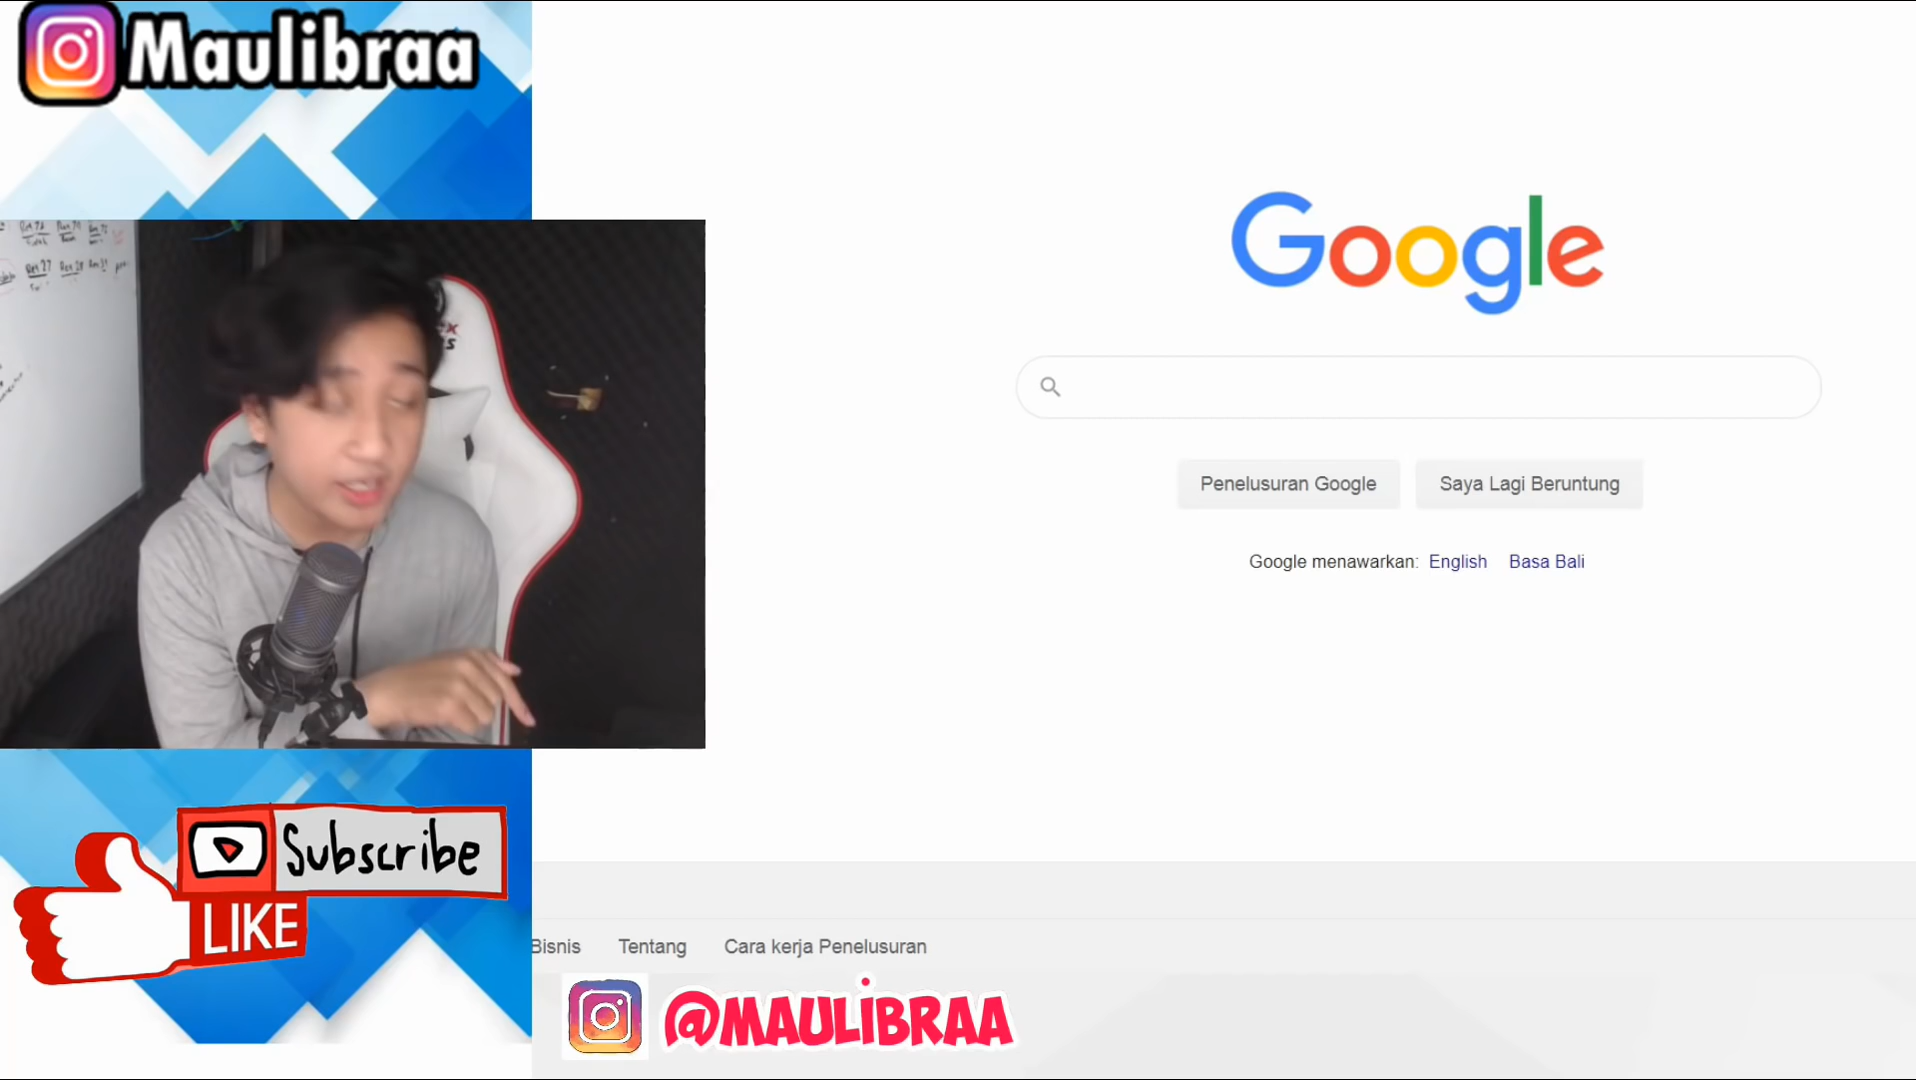 Maulibraa
Google
Penelusuran Google
Saya Lagi Beruntung
Google menawarkan: English Basa Bali
Subscribe
LIKE
Bisnis Tentang Cara kerja Penelusuran
@MAULiBRAA